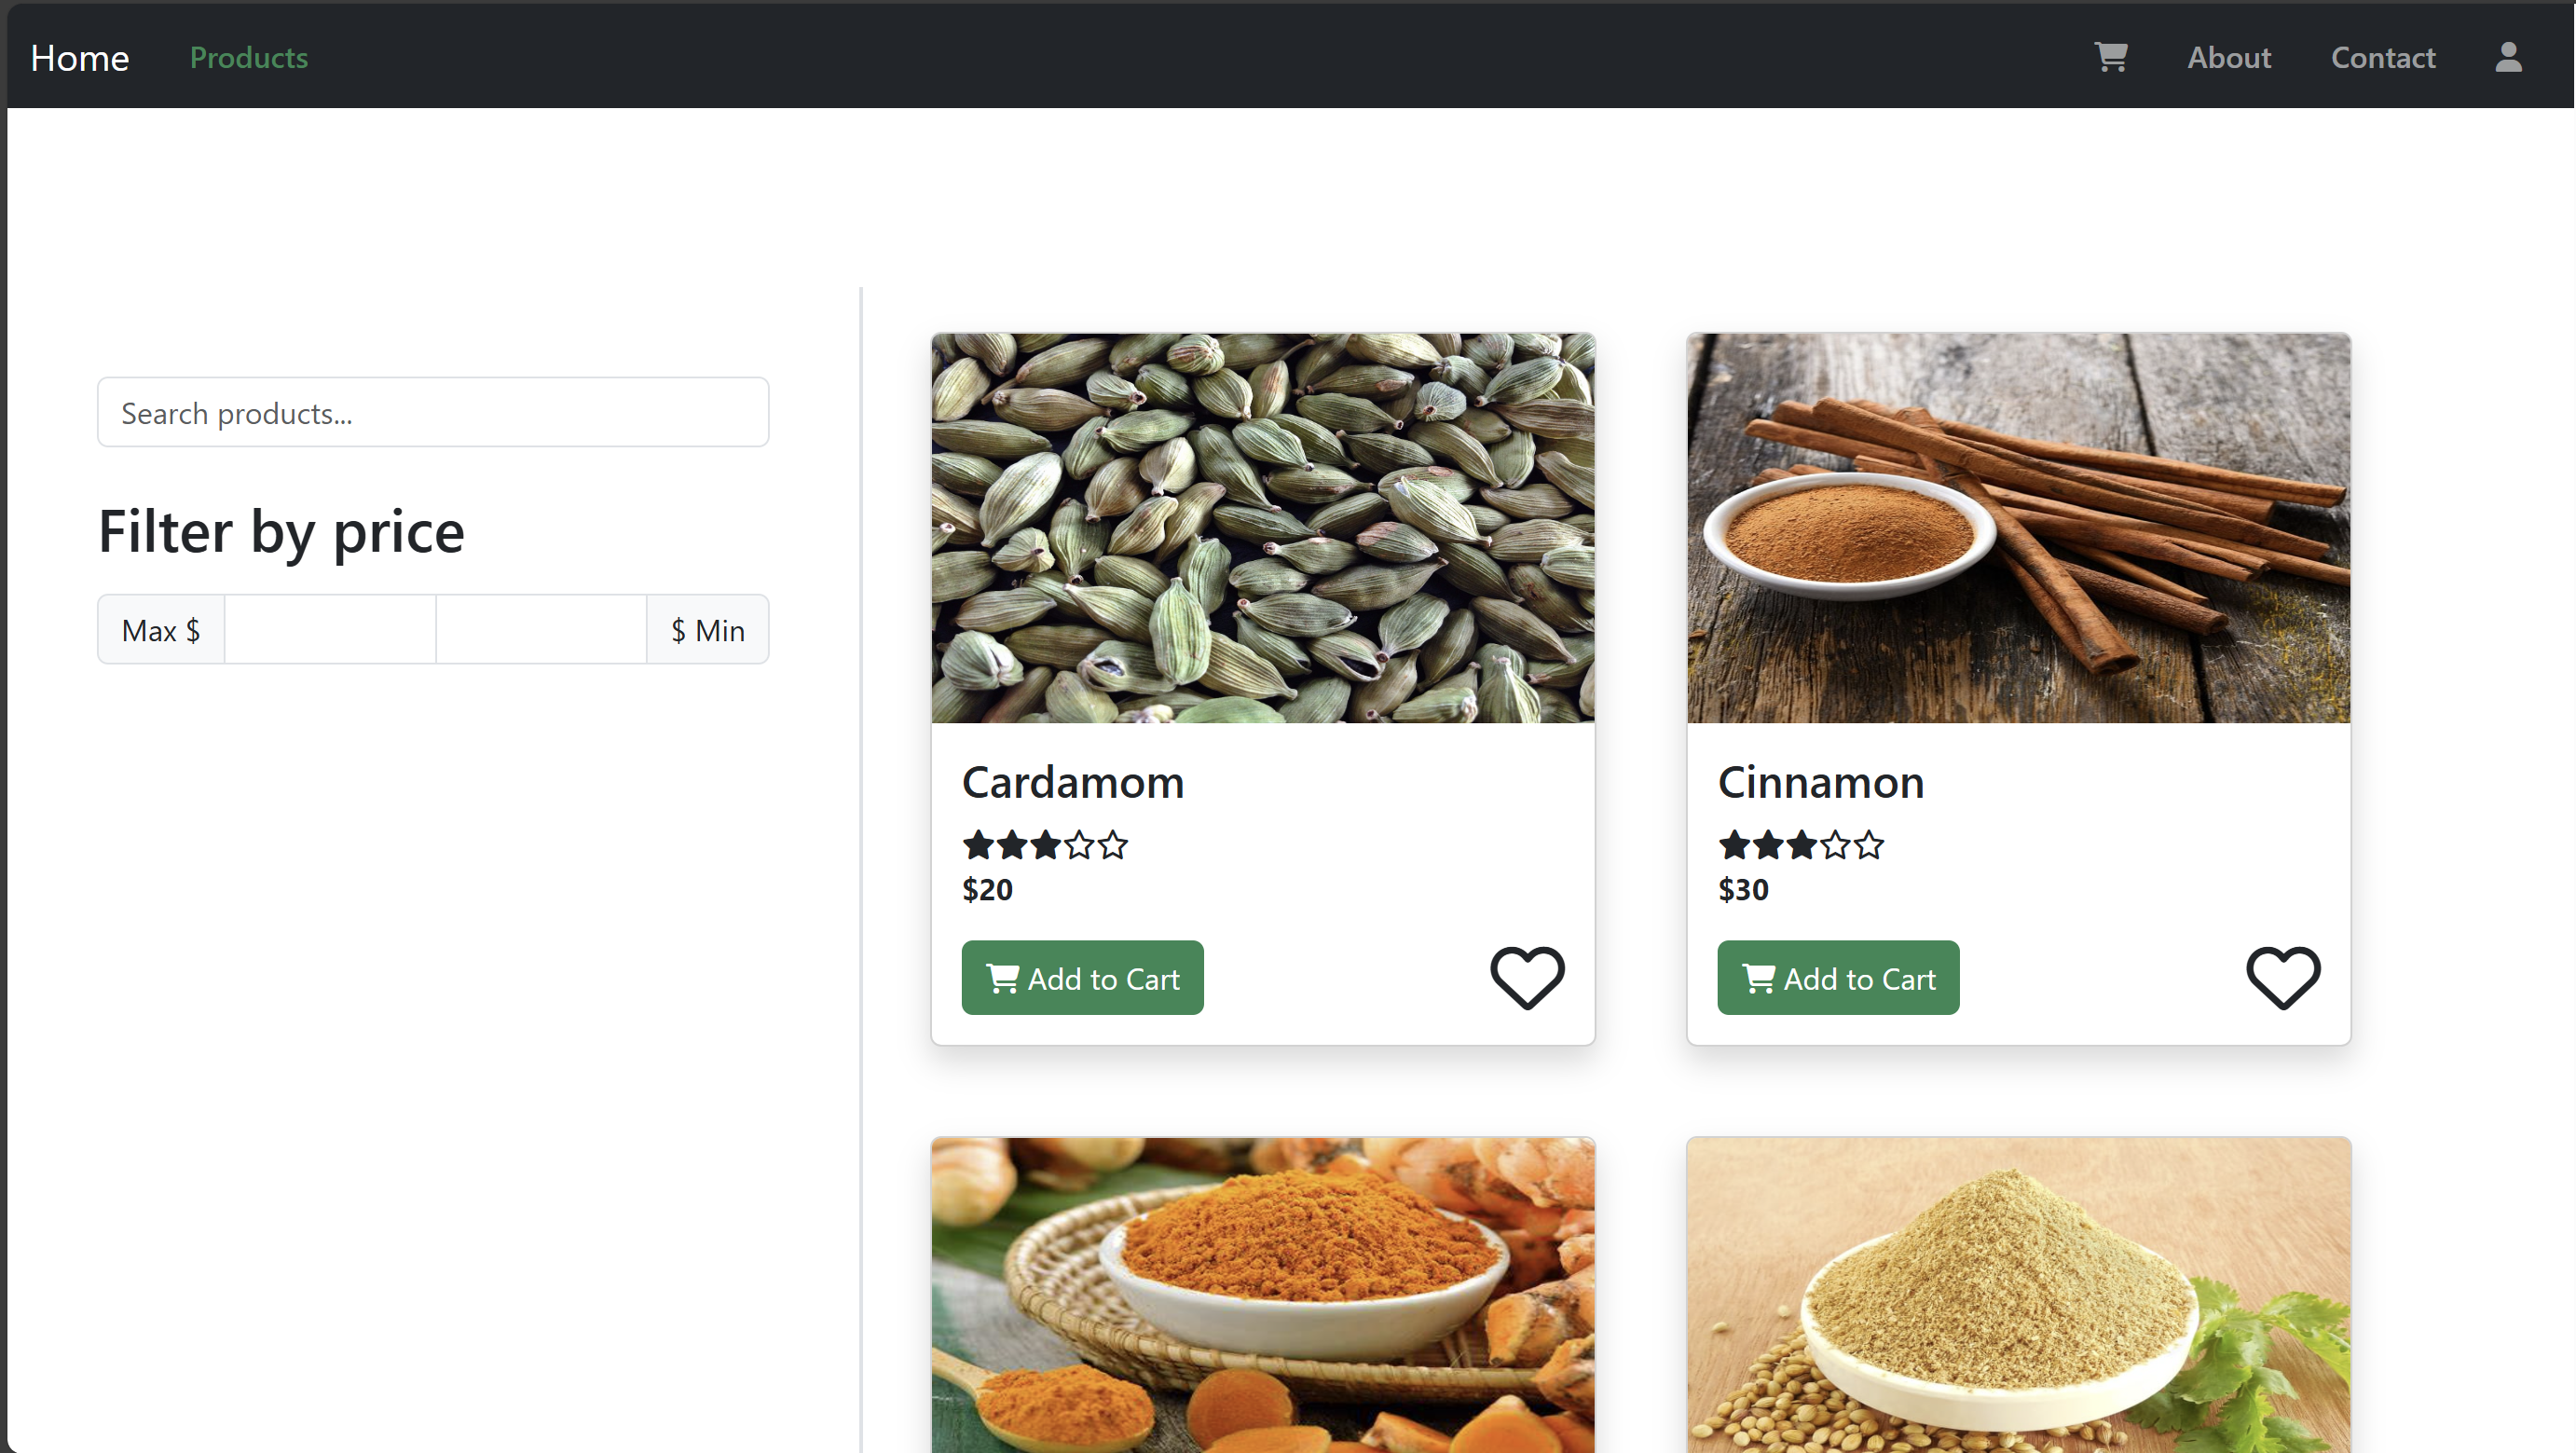 Home Products About Contact
Search products...
Filter by price
Max $ $ Min
Cardamom
$20
Add to Cart
Cinnamon
$30
Add to Cart